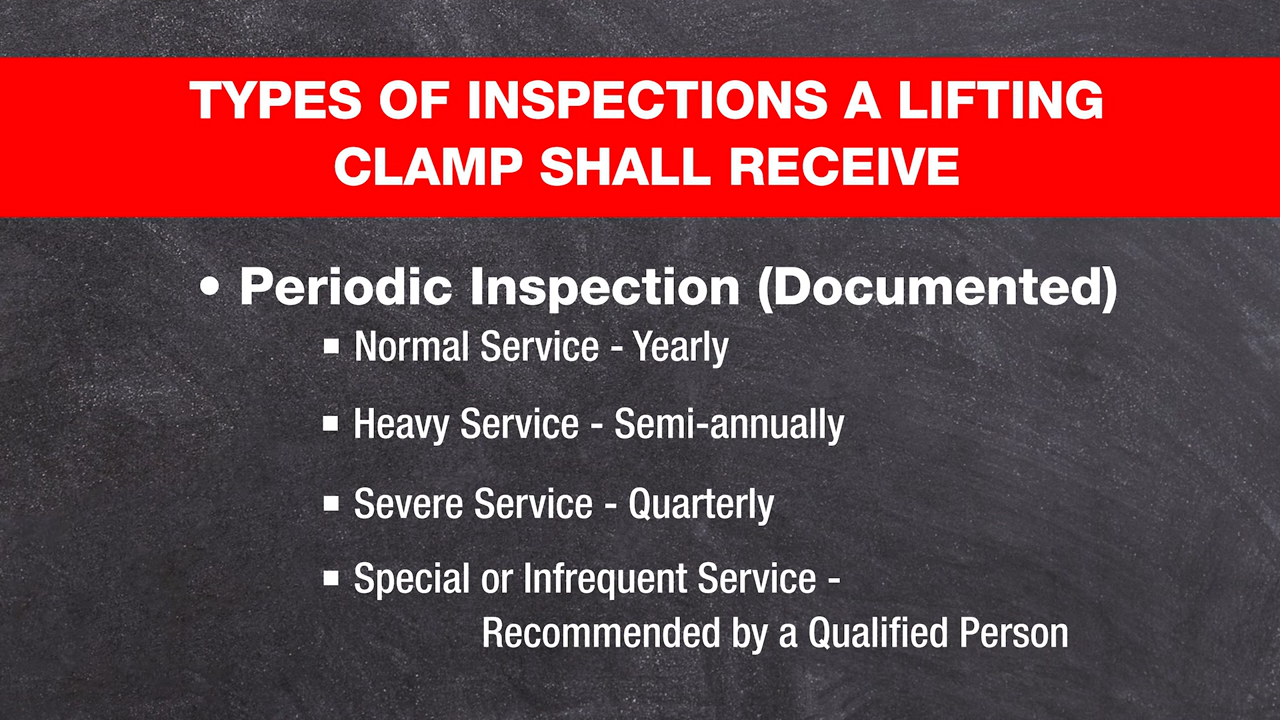 TYPES OF INSPECTIONS A LIFTING
CLAMP SHALL RECEIVE
• Periodic Inspection (Documented)
▪ Normal Service - Yearly
▪ Heavy Service - Semi-annually
▪ Severe Service - Quarterly
▪ Special or Infrequent Service -
Recommended by a Qualified Person